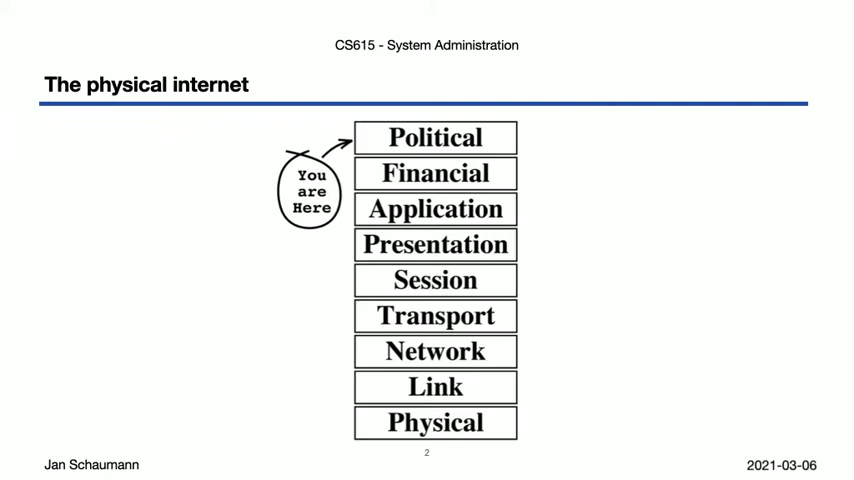 CS615 - System Administration
The physical internet
You
are
Here
Political
Financial
Application
Presentation
Session
Transport
Network
Link
Physical
2
Jan Schaumann
2021-03-06